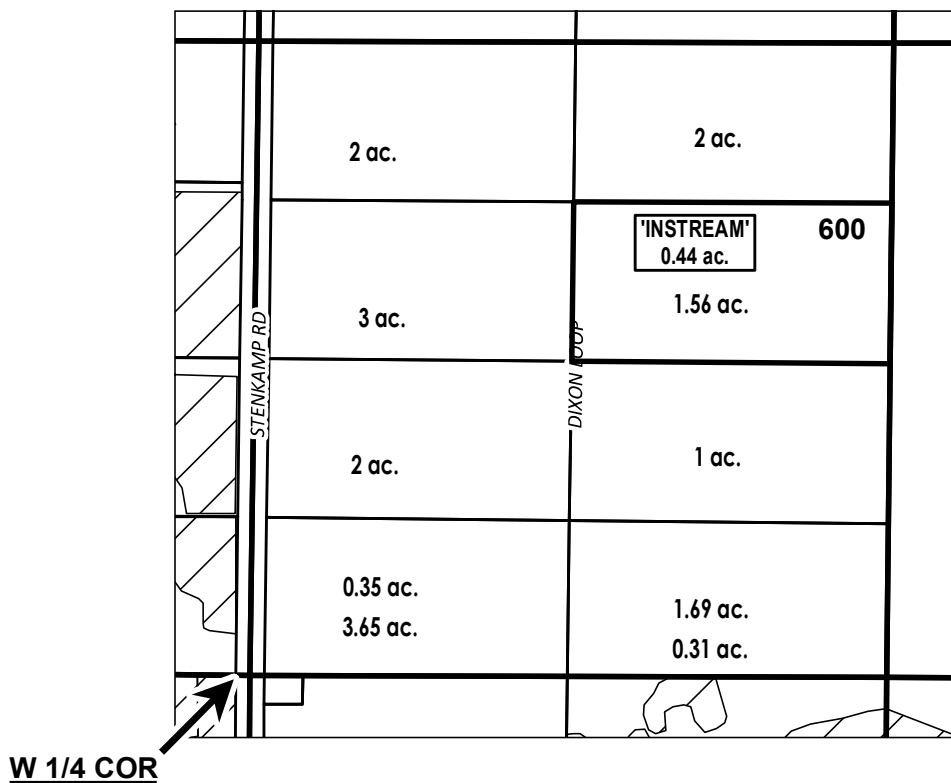 2 ac.
2 ac.
'INSTREAM'
0.44 ac.
600
1.56 ac.
3 ac.
STENKAMP RD
DIXON LOOP
2 ac.
1 ac.
0.35 ac.
3.65 ac.
1.69 ac.
0.31 ac.
W 1/4 COR